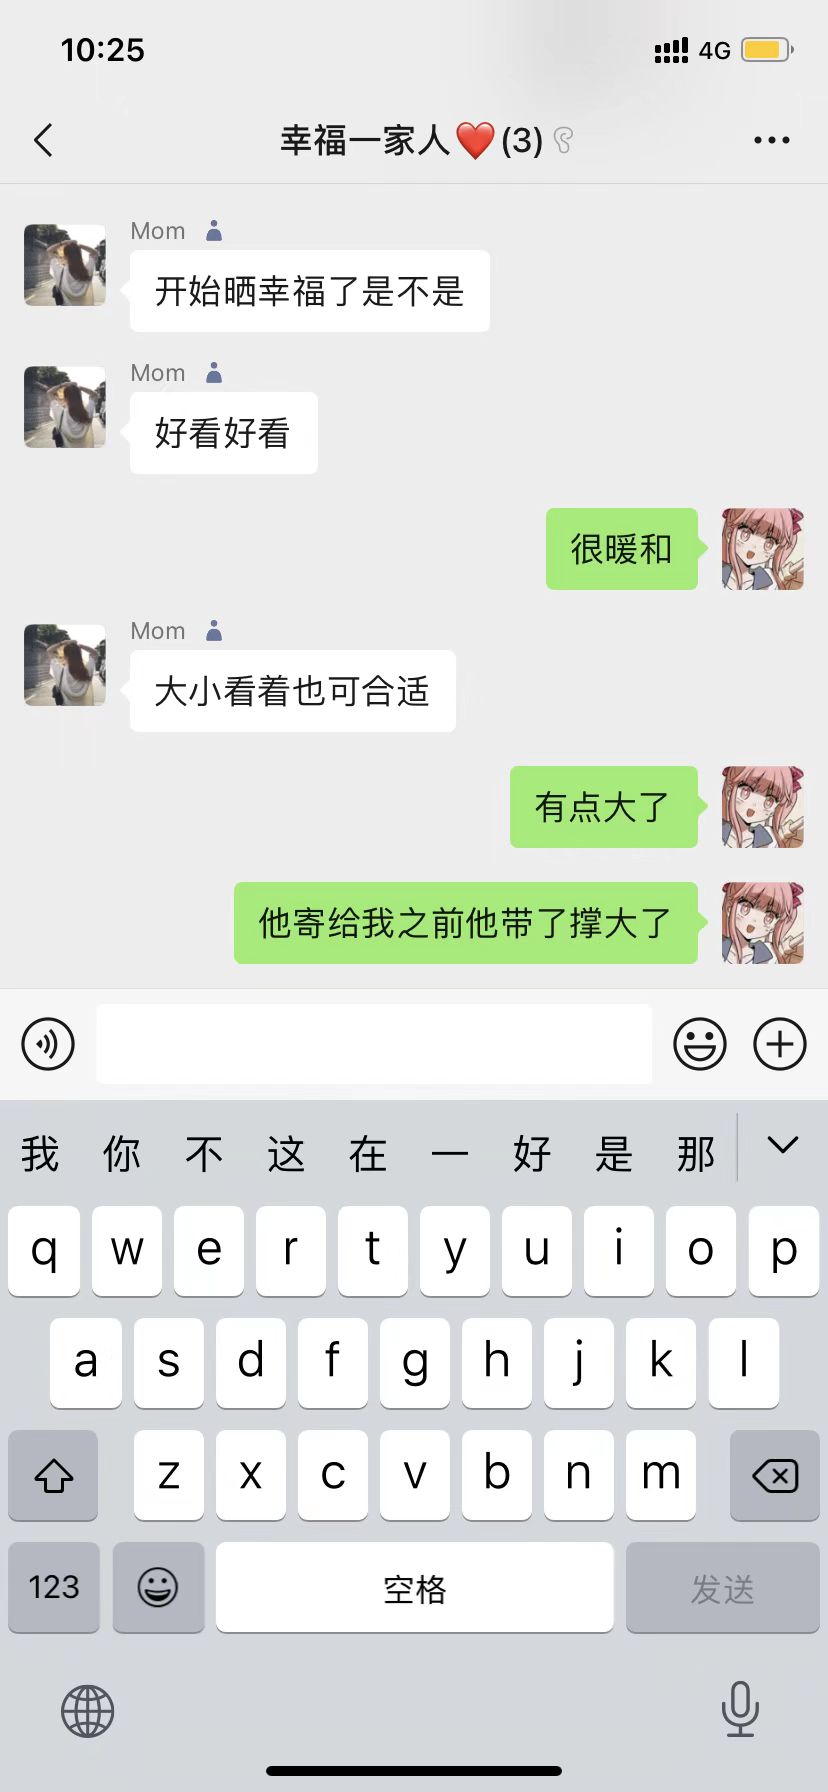 10:25
4G
幸福一家人❤️(3)
Mom
开始晒幸福了是不是
Mom
好看好看
很暖和
Mom
大小看着也可合适
有点大了
他寄给我之前他带了撑大了
我 你 不 这 在 一 好 是 那
q w e r t y u i o p
a s d f g h j k l
z x c v b n m
123 空格 发送